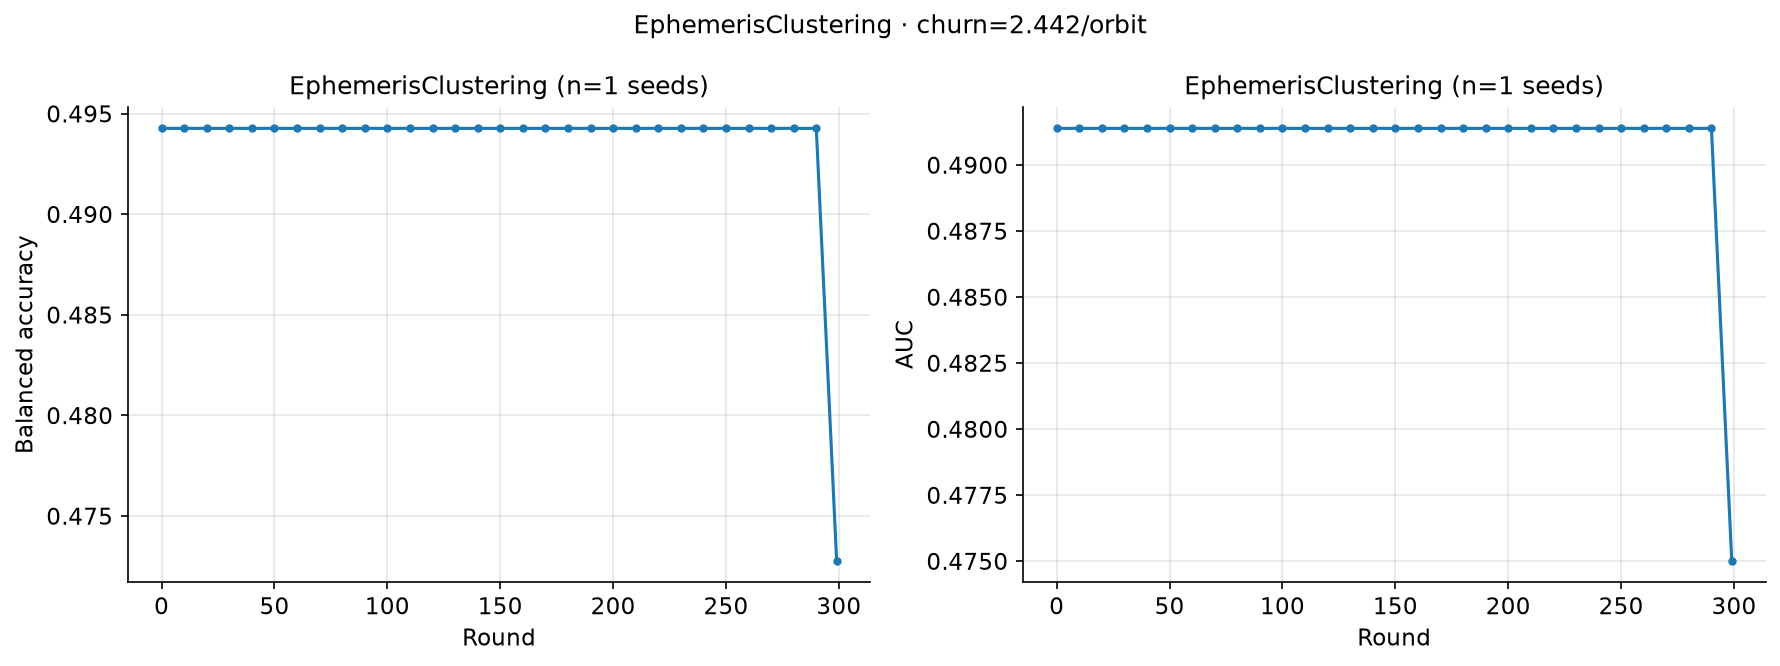 EphemerisClustering · churn=2.442/orbit
EphemerisClustering (n=1 seeds)
Balanced accuracy
0.495
0.490
0.485
0.480
0.475
0 50 100 150 200 250 300
Round
EphemerisClustering (n=1 seeds)
AUC
0.4900
0.4875
0.4850
0.4825
0.4800
0.4775
0.4750
0 50 100 150 200 250 300
Round